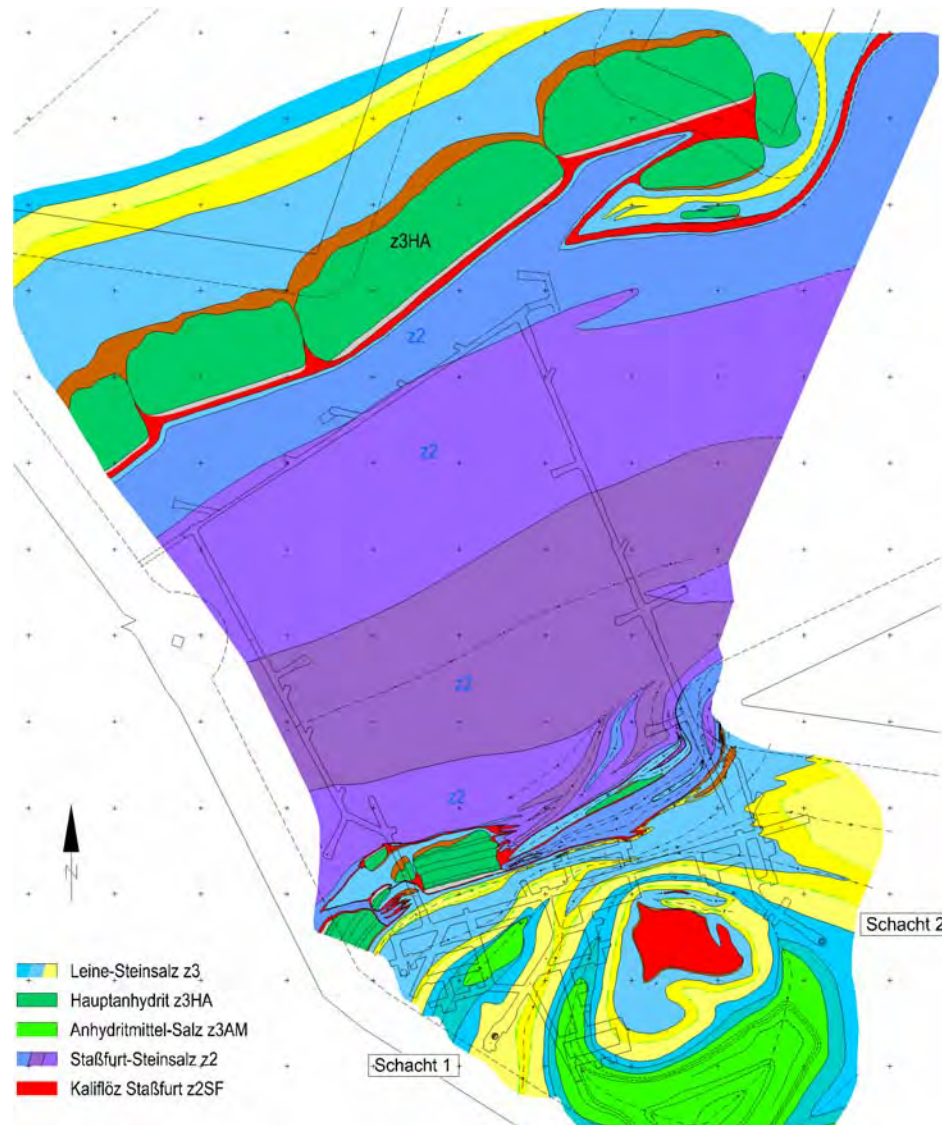 z3HA
z2
z2
z2
z2
N
Schacht 2
Leine-Steinsalz z3
Hauptanhydrit z3HA
Anhydritmittel-Salz z3AM
Staßfurt-Steinsalz z2
Kaliflöz Staßfurt z2SF
Schacht 1